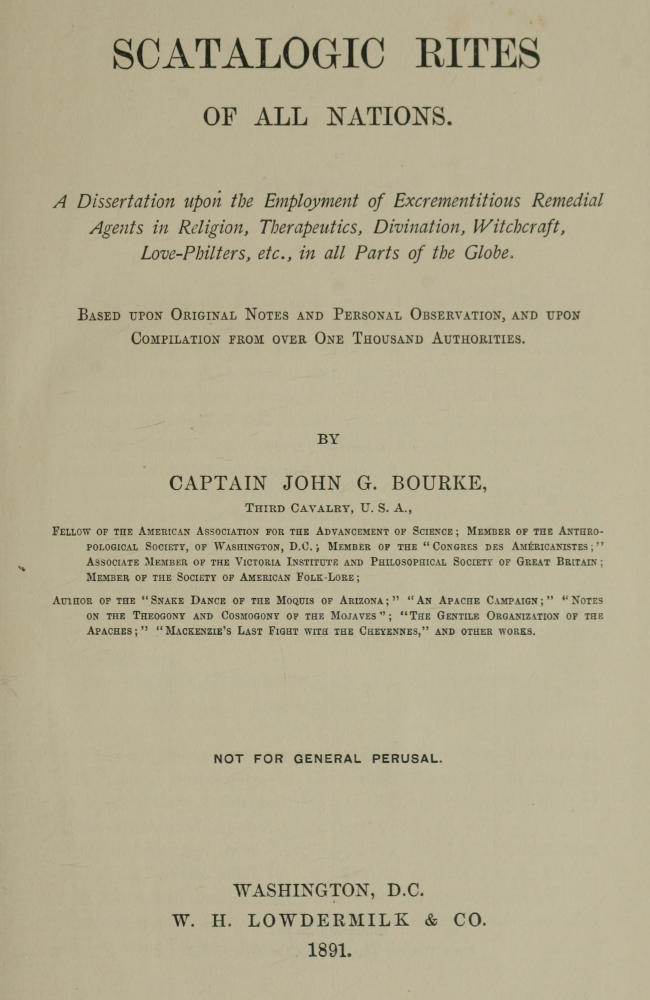 SCATALOGIC RITES
OF ALL NATIONS.
A Dissertation upon the Employment of Excrementitious Remedial
Agents in Religion, Therapeutics, Divination, Witchcraft,
Love-Philters, etc., in all Parts of the Globe.
Based upon Original Notes and Personal Observation, and upon
Compilation from over One Thousand Authorities.
BY
CAPTAIN JOHN G. BOURKE,
Third Cavalry, U. S. A.,
Fellow of the American Association for the Advancement of Science; Member of the Anthro-
pological Society, of Washington, D.C.; Member of the "Congres des Américanistes;"
Associate Member of the Victoria Institute and Philosophical Society of Great Britain;
Member of the Society of American Folk-Lore;
Author of the "Snake Dance of the Moquis of Arizona;" "An Apache Campaign;" "Notes
on the Theogony and Cosmogony of the Mojaves"; "The Gentile Organization of the
Apaches;" "Mackenzie's Last Fight with the Cheyennes," and other works.
NOT FOR GENERAL PERUSAL.
WASHINGTON, D.C.
W. H. LOWDERMILK & CO.
1891.